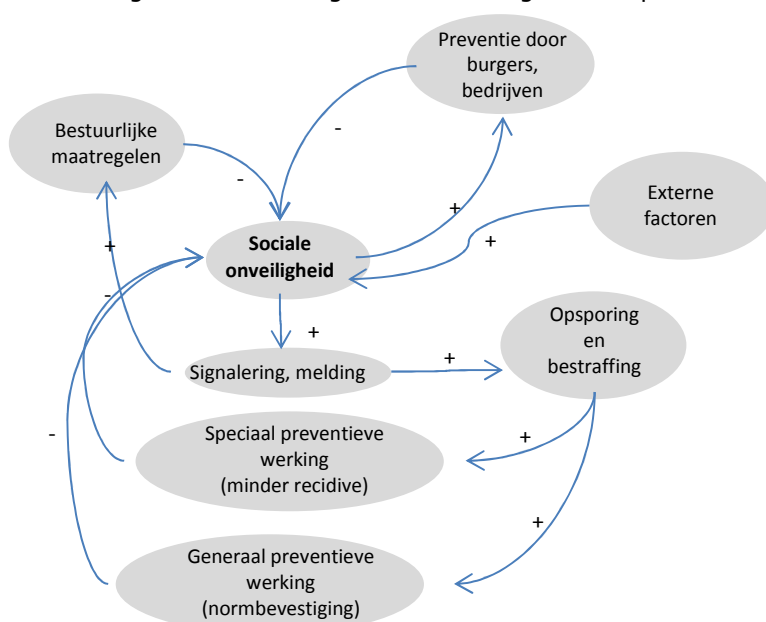 Preventie door
burgers,
bedrijven
Bestuurlijke
maatregelen
-
-
Externe
factoren
+
+
Sociale
onveiligheid
+
-
+
Opsporing
en
bestraffing
Signalering, melding
+
-
Speciaal preventieve
werking
(minder recidive)
+
+
Generaal preventieve
werking
(normbevestiging)